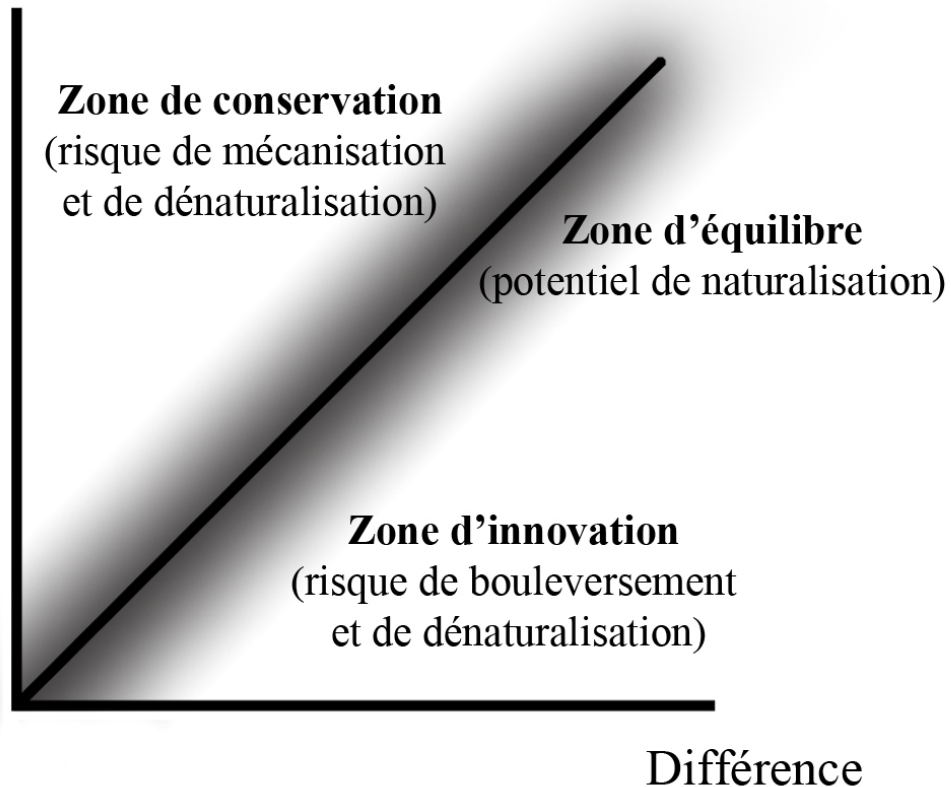 Zone de conservation
(risque de mécanisation
et de dénaturalisation)
Zone d’équilibre
(potentiel de naturalisation)
Zone d’innovation
(risque de bouleversement
et de dénaturalisation)
Différence